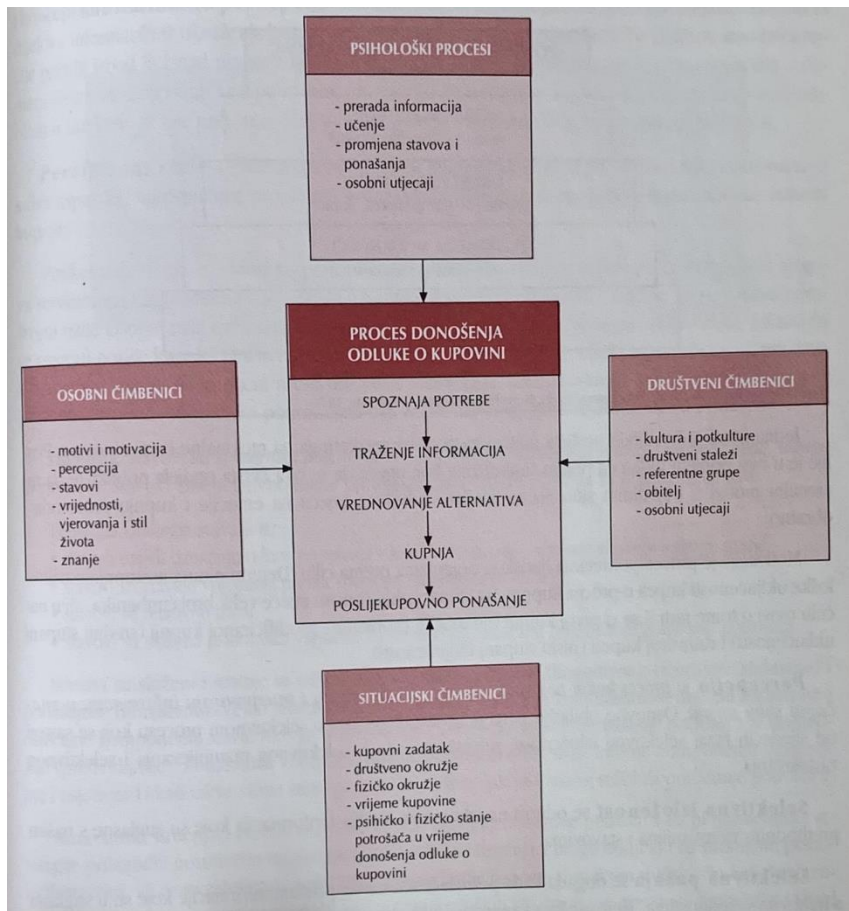 PSIHOLOŠKI PROCESI
- prerada informacija
- učenje
- promjena stavova i
ponašanja
- osobni utjecaji
PROCES DONOŠENJA
ODLUKE O KUPOVINI
SPOZNAJA POTREBE
TRAŽENJE INFORMACIJA
VREDNOVANJE ALTERNATIVA
KUPNJA
POSLIJEKUPOVNO PONAŠANJE
OSOBNI ČIMBENICI
- motivi i motivacija
- percepcija
- stavovi
- vrijednosti,
vjerovanja i stil
života
- znanje
DRUŠTVENI ČIMBENICI
- kultura i potkulture
- društveni staleži
- referentne grupe
- obitelj
- osobni utjecaji
SITUACIJSKI ČIMBENICI
- kupovni zadatak
- društveno okružje
- fizičko okružje
- vrijeme kupovine
- psihičko i fizičko stanje
potrošača u vrijeme
donošenja odluke o
kupovini